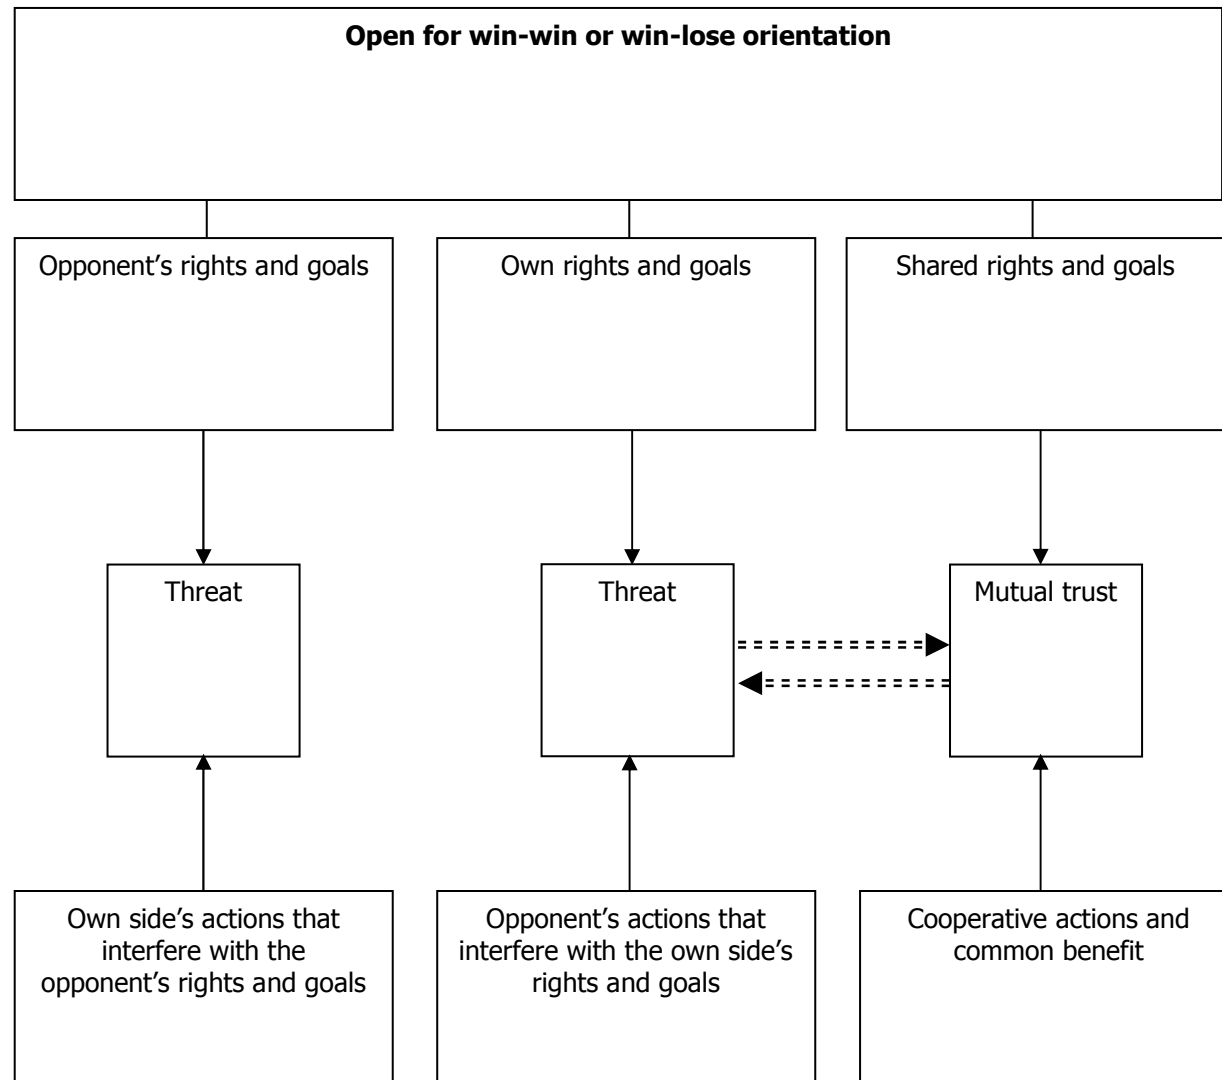 Open for win-win or win-lose orientation
Opponent’s rights and goals
Own rights and goals
Shared rights and goals
Threat
Threat
Mutual trust
Own side’s actions that
interfere with the
opponent’s rights and goals
Opponent’s actions that
interfere with the own side’s
rights and goals
Cooperative actions and
common benefit